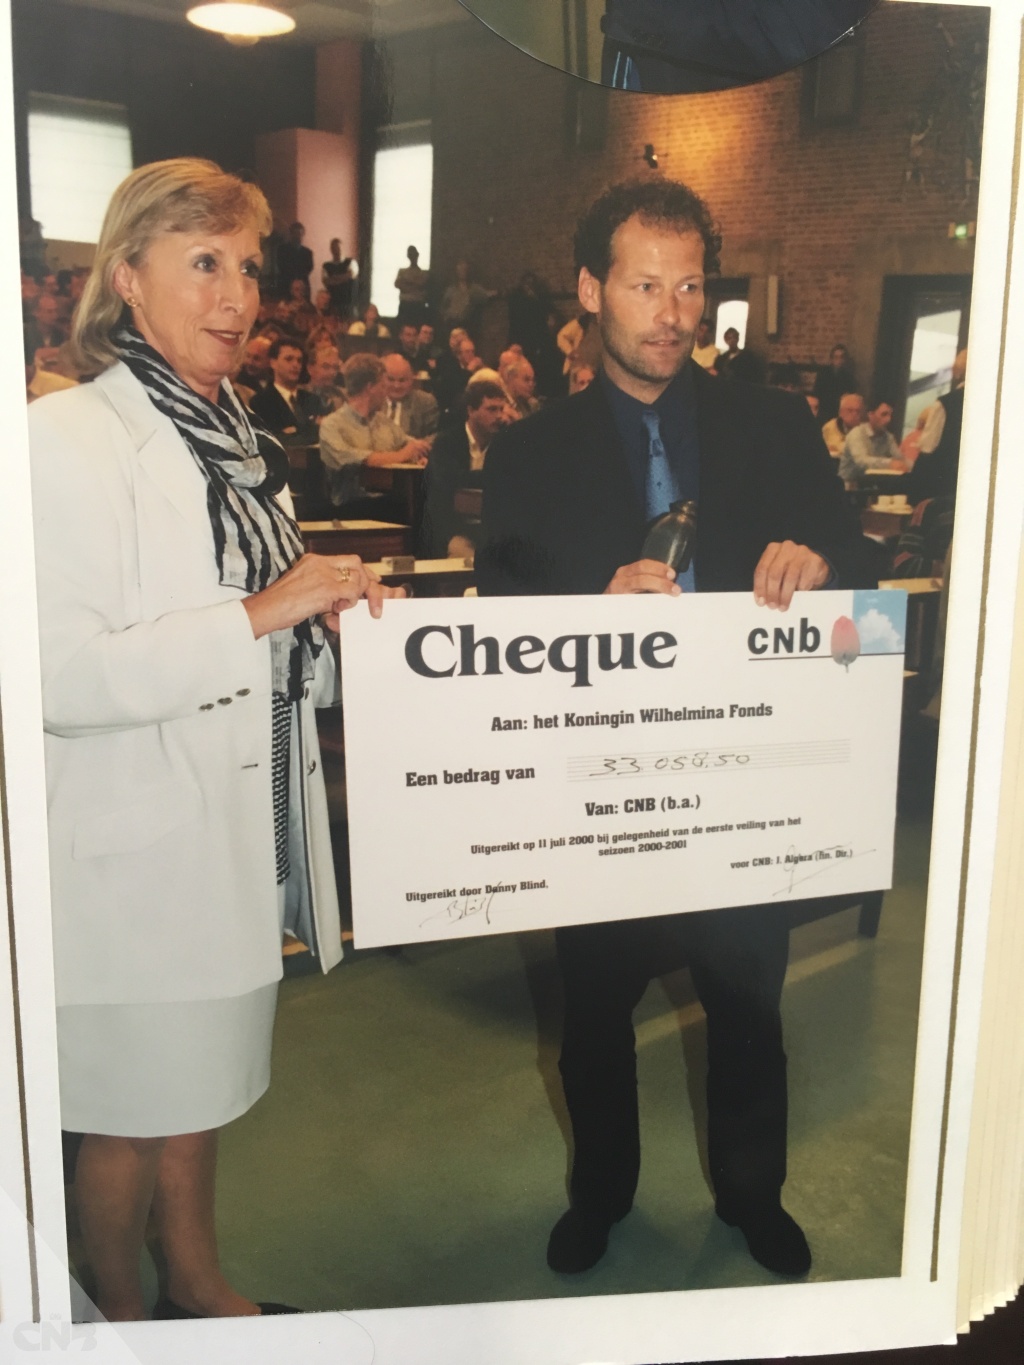 Cheque
CNb
Aan: het Koningin Wilhelmina Fonds
Een bedrag van 33.058.50
Van: CNB (b.a.)
Uitgereikt op 11 juli 2000 bij gelegenheid van de eerste veiling van het
seizoen 2000-2001
voor CNB: J. Aigera (fin. Dir.)
Uitgereikt door Danny Blind.
CNB